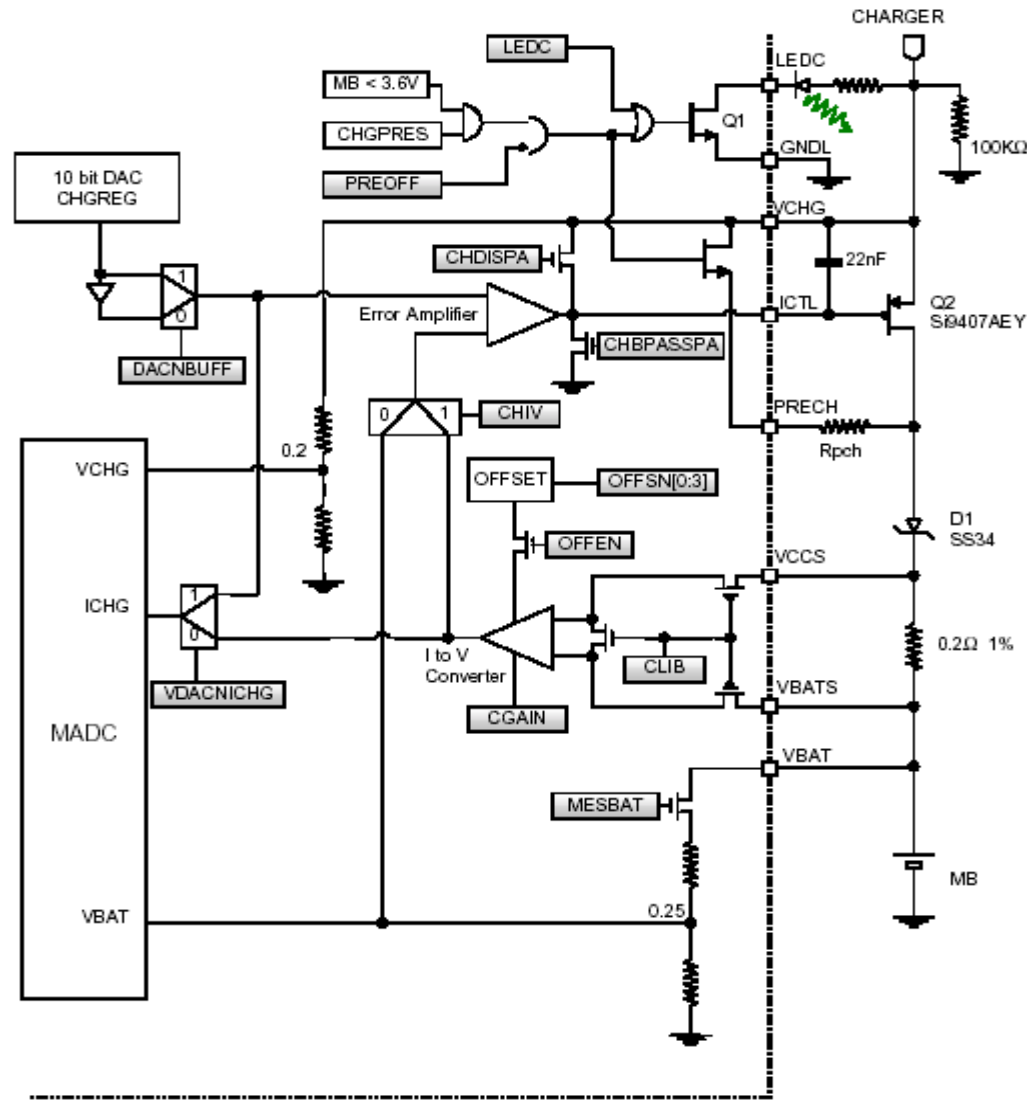 CHARGER
LEDC
LEDC
MB < 3.6V
Q1
CHGPRES
GNDL
100KΩ
10 bit DAC
CHGREG
PREOFF
VCHG
CHDISPA
22nF
1
0
Error Amplifier
ICTL
Q2
Si9407AEY
CHBPASSPA
DACNBUFF
PRECH
0
1
CHIV
Rpch
0.2
VCHG
OFFSET
OFFSN[0:3]
D1
SS34
OFFEN
VCCS
ICHG
1
0
I to V
Converter
CLIB
0.2Ω 1%
VDACNICHG
CGAIN
VBATS
MADC
VBAT
MESBAT
MB
VBAT
0.25